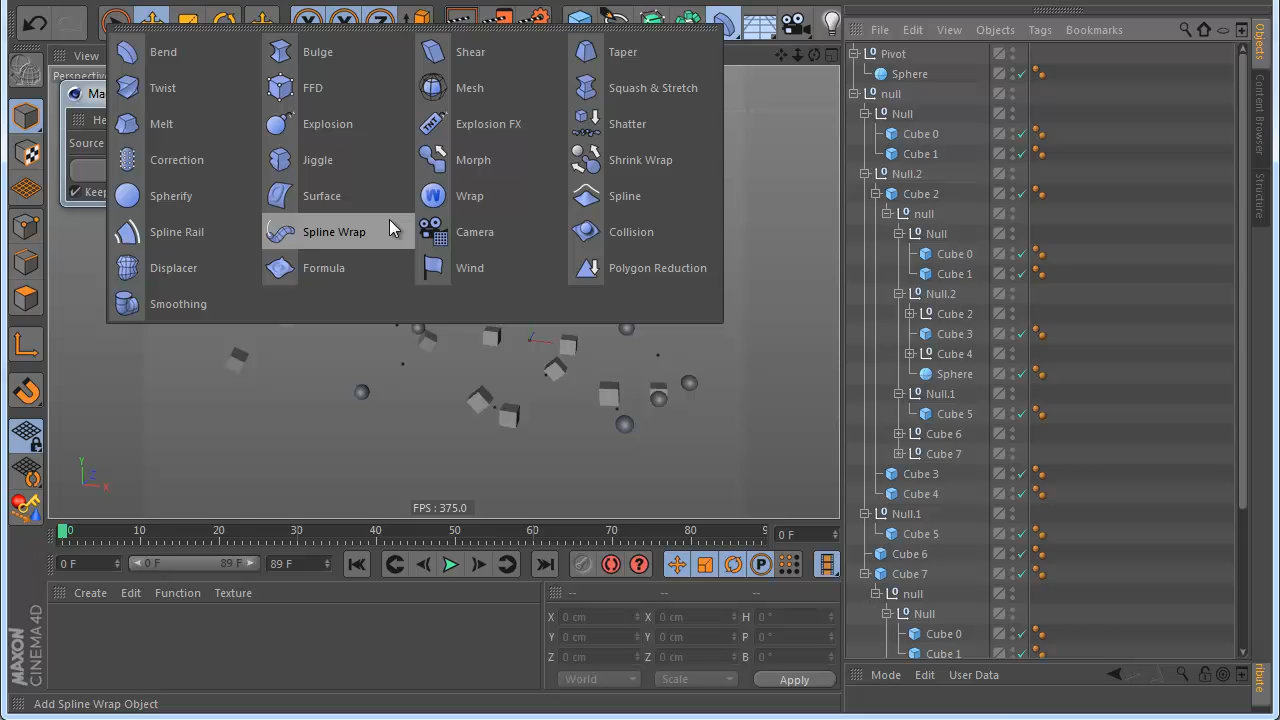 File Edit View Objects Tags Bookmarks
View
Perspe
Ma
He
Source
Keep
Bend Bulge Shear Taper
Twist FFD Mesh Squash & Stretch
Melt Explosion Explosion FX Shatter
Correction Jiggle Morph Shrink Wrap
Spherify Surface Wrap Spline
Spline Rail Spline Wrap Camera Collision
Displacer Formula Wind Polygon Reduction
Smoothing
FPS : 375.0
0 10 20 30 40 50 60 70 80 9 0 F
0 F 0 F 89 F 89 F
Create Edit Function Texture
-- -- --
X 0 cm X 0 cm H 0 °
Y 0 cm Y 0 cm P 0 °
Z 0 cm Z 0 cm B 0 °
World Scale Apply
MAXON
CINEMA 4D
Add Spline Wrap Object
Pivot
Sphere
null
Null
Cube 0
Cube 1
Null.2
Cube 2
null
Null
Cube 0
Cube 1
Null.2
Cube 2
Cube 3
Cube 4
Sphere
Null.1
Cube 5
Cube 6
Cube 7
Cube 3
Cube 4
Null.1
Cube 5
Cube 6
Cube 7
null
Null
Cube 0
Cube 1
Mode Edit User Data
Objects
Content Browser
Structure
ribute